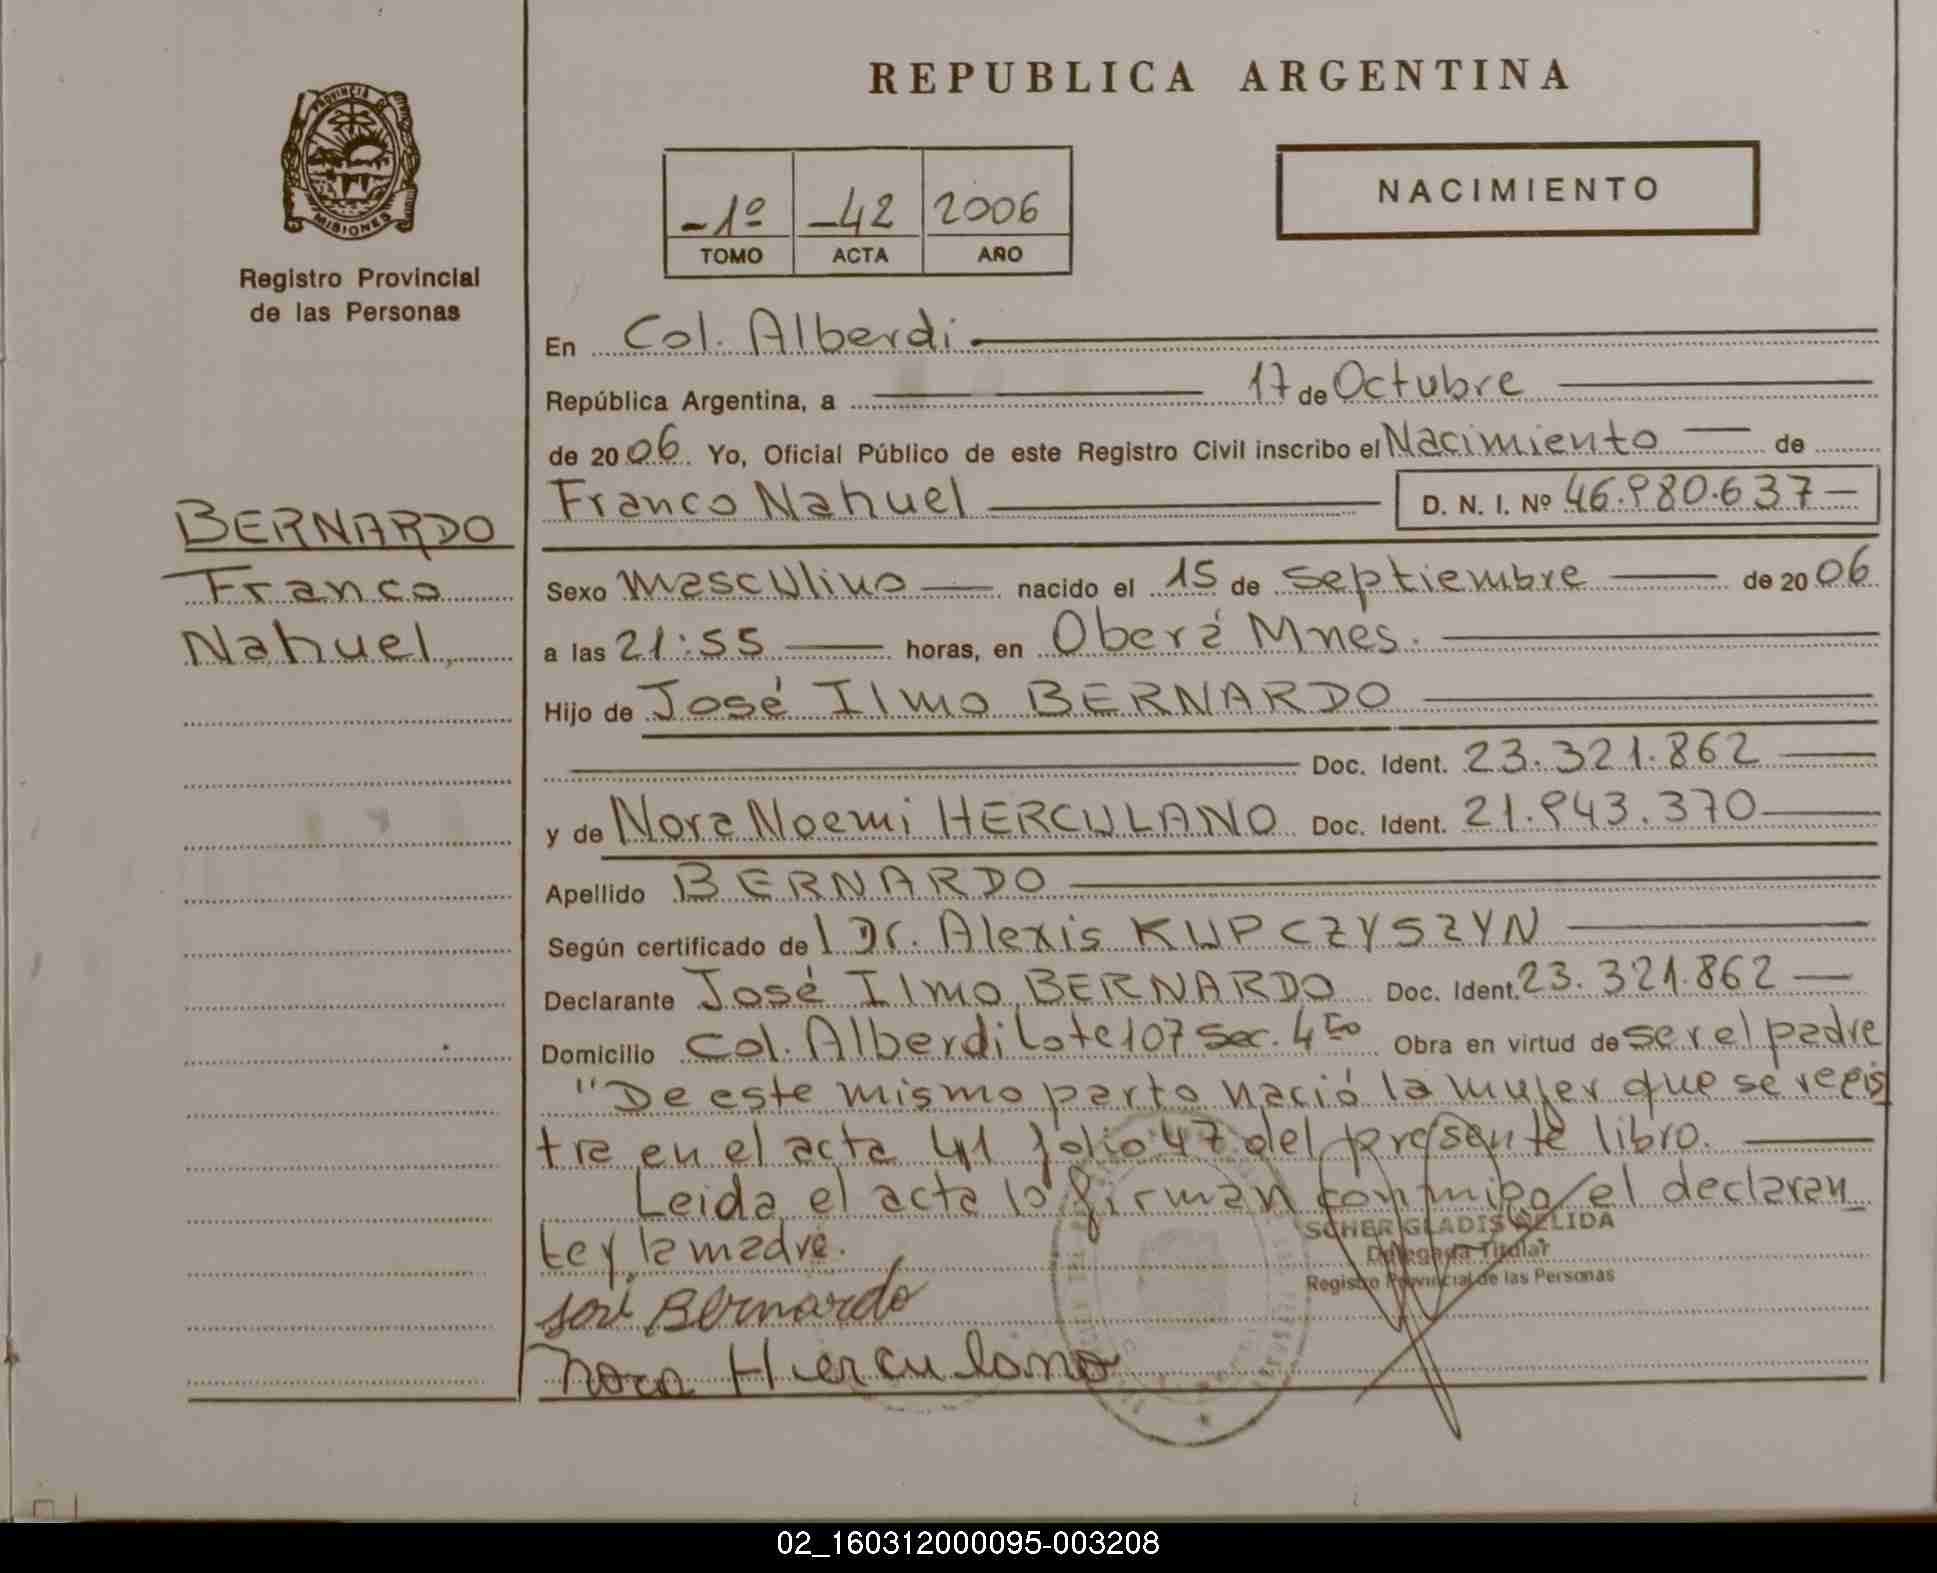 PROVINCIA DE
MISIONES
Registro Provincial
de las Personas
BERNARDO
Franco
Nahuel
REPUBLICA ARGENTINA
-1º -42 2006
TOMO ACTA AÑO
NACIMIENTO
En Col. Alberdi
República Argentina, a 17 de Octubre
de 2006 Yo, Oficial Público de este Registro Civil inscribo el Nacimiento de
Franco Nahuel D. N. I. Nº 46.980.637
Sexo Masculino nacido el 15 de septiembre de 2006
a las 21:55 horas, en Oberá Mnes.
Hijo de José Ilmo BERNARDO
Doc. Ident. 23.321.862
y de Nora Noemi HERCULANO Doc. Ident. 21.943.370
Apellido BERNARDO
Según certificado de l Dr. Alexis KUPCZYSZYN
Declarante José Ilmo BERNARDO Doc. Ident. 23.321.862
Domicilio Col. Alberdi Lote 107 sec. 4ta Obra en virtud de ser el padre
"De este mismo parto nació la mujer que se regis
tra en el acta 41 folio 47 del presente libro.
Leida el acta la firman conmigo el declaran
te y la madre.
SCHER GLADIS NELIDA
Delegada Titular
Registro Provincial de las Personas
José Bernardo
Nora Herculano
02_160312000095-003208